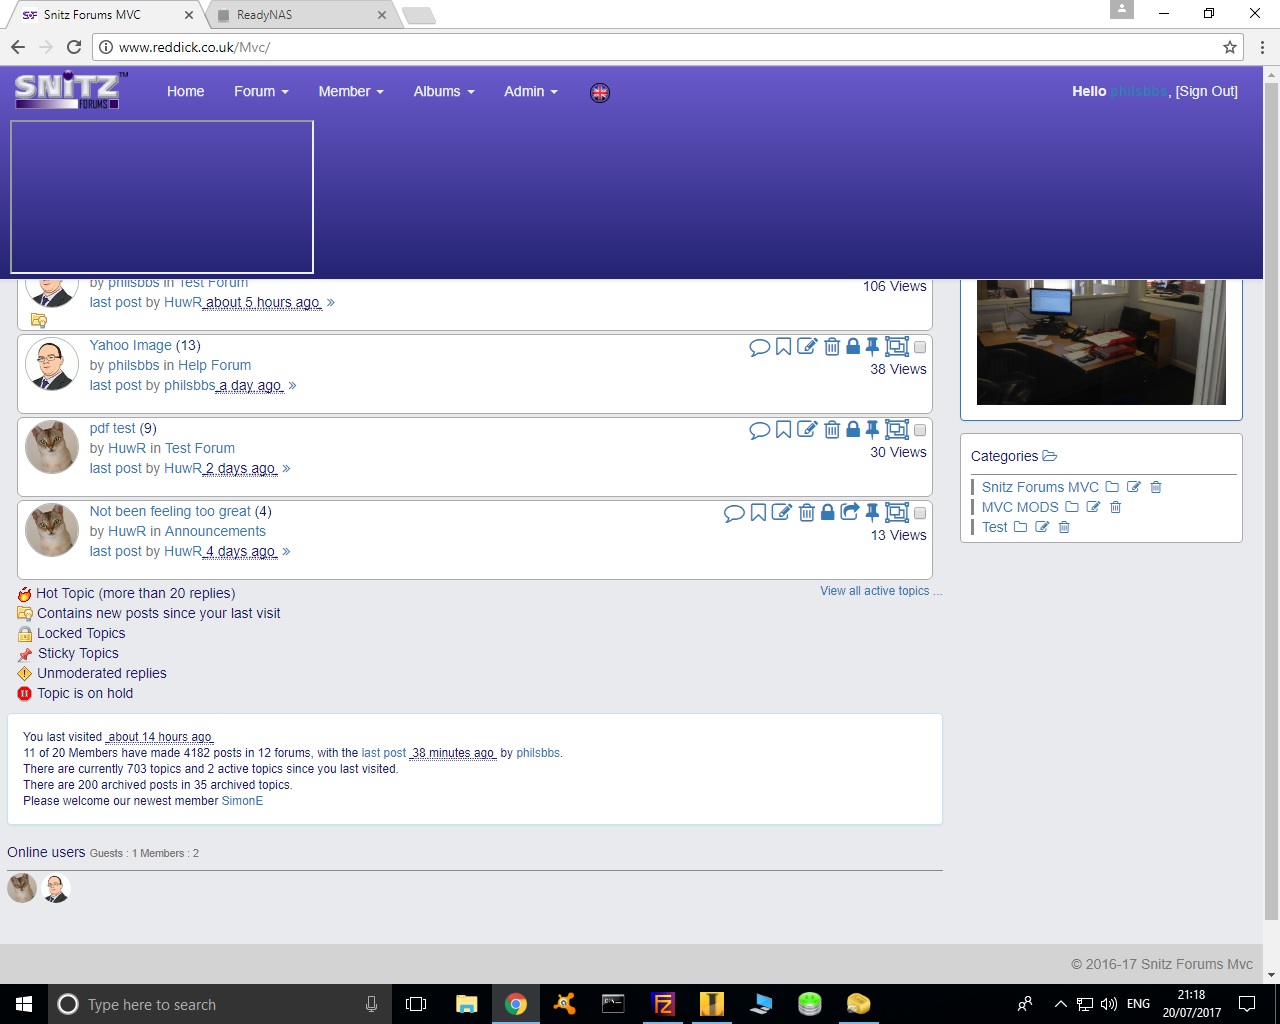 Snitz Forums MVC
ReadyNAS
www.reddick.co.uk/Mvc/
SNiTZ™ FORUMS
Home Forum Member Albums Admin
Hello philsbbs, [Sign Out]
by philsbbs in Test Forum
106 Views
last post by HuwR about 5 hours ago »
Yahoo Image (13)
by philsbbs in Help Forum
38 Views
last post by philsbbs a day ago »
pdf test (9)
by HuwR in Test Forum
30 Views
last post by HuwR 2 days ago »
Not been feeling too great (4)
by HuwR in Announcements
13 Views
last post by HuwR 4 days ago »
Categories
Snitz Forums MVC
MVC MODS
Test
View all active topics ...
Hot Topic (more than 20 replies)
Contains new posts since your last visit
Locked Topics
Sticky Topics
Unmoderated replies
Topic is on hold
You last visited about 14 hours ago
11 of 20 Members have made 4182 posts in 12 forums, with the last post 38 minutes ago by philsbbs.
There are currently 703 topics and 2 active topics since you last visited.
There are 200 archived posts in 35 archived topics.
Please welcome our newest member SimonE
Online users Guests : 1 Members : 2
© 2016-17 Snitz Forums Mvc
Type here to search
ENG
21:18
20/07/2017